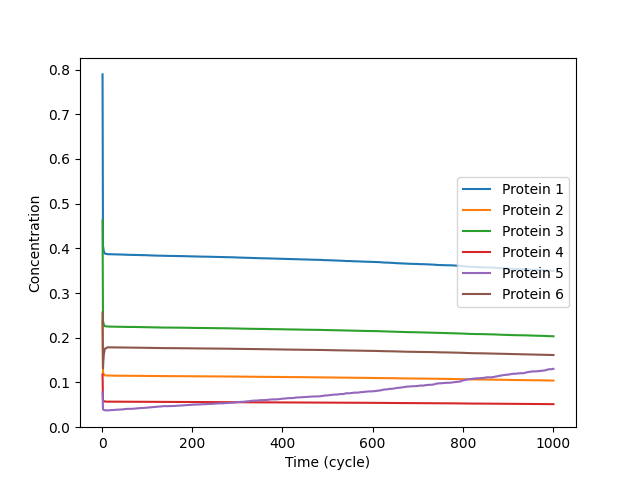 0.8
0.7
0.6
0.5
0.4
0.3
0.2
0.1
0.0
Concentration
Protein 1
Protein 2
Protein 3
Protein 4
Protein 5
Protein 6
0 200 400 600 800 1000
Time (cycle)